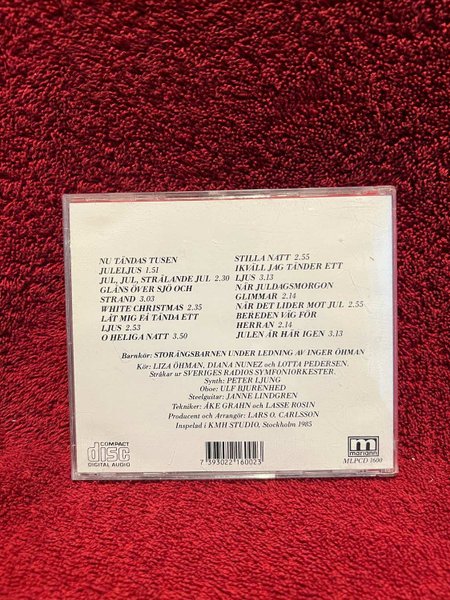 NU TÄNDAS TUSEN
JULELJUS 1.51
JUL, JUL, STRÅLANDE JUL 2.30
GLÄNS ÖVER SJÖ OCH
STRAND 3.03
WHITE CHRISTMAS 2.35
LÅT MIG FÅ TÄNDA ETT
LJUS 2.53
O HELIGA NATT 3.50
STILLA NATT 2.55
IKVÄLL JAG TÄNDER ETT
LJUS 3.13
NÄR JULDAGSMORGON
GLIMMAR 2.14
NÄR DET LIDER MOT JUL 2.55
BEREDEN VÄG FÖR
HERRAN 2.14
JULEN ÄR HÄR IGEN 3.13
Barnkör: STORÄNGSBARNEN UNDER LEDNING AV INGER ÖHMAN
Kör: LIZA ÖHMAN, DIANA NUNEZ och LOTTA PEDERSEN.
Stråkar ur SVERIGES RADIOS SYMFONIORKESTER.
Synth: PETER LJUNG
Oboe: ULF BJURENHED
Steelguitar: JANNE LINDGREN
Tekniker: ÅKE GRAHN och LASSE ROSIN
Producent och Arrangör: LARS O. CARLSSON
Inspelad i KMH STUDIO, Stockholm 1985
COMPACT
disc
DIGITAL AUDIO
7 393022 160023
m
mariann
MLPCD 1600